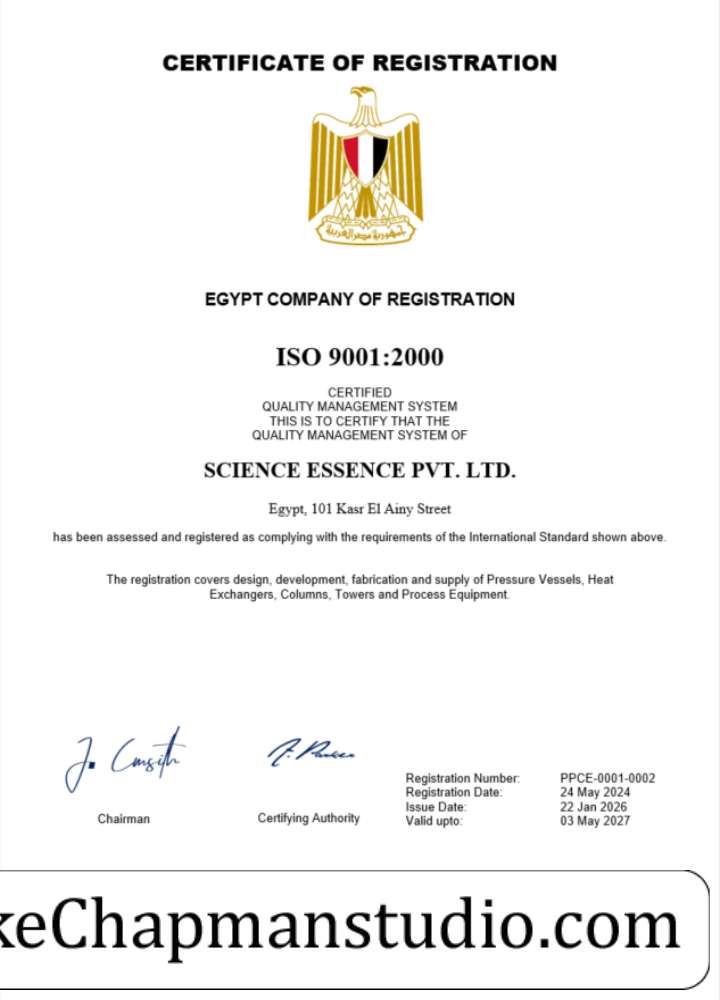 CERTIFICATE OF REGISTRATION
جمهورية مصر العربية
EGYPT COMPANY OF REGISTRATION
ISO 9001:2000
CERTIFIED
QUALITY MANAGEMENT SYSTEM
THIS IS TO CERTIFY THAT THE
QUALITY MANAGEMENT SYSTEM OF
SCIENCE ESSENCE PVT. LTD.
Egypt, 101 Kasr El Ainy Street
has been assessed and registered as complying with the requirements of the International Standard shown above.
The registration covers design, development, fabrication and supply of Pressure Vessels, Heat
Exchangers, Columns, Towers and Process Equipment.
Chairman
Certifying Authority
Registration Number: PPCE-0001-0002
Registration Date: 24 May 2024
Issue Date: 22 Jan 2026
Valid upto: 03 May 2027
keChapmanstudio.com